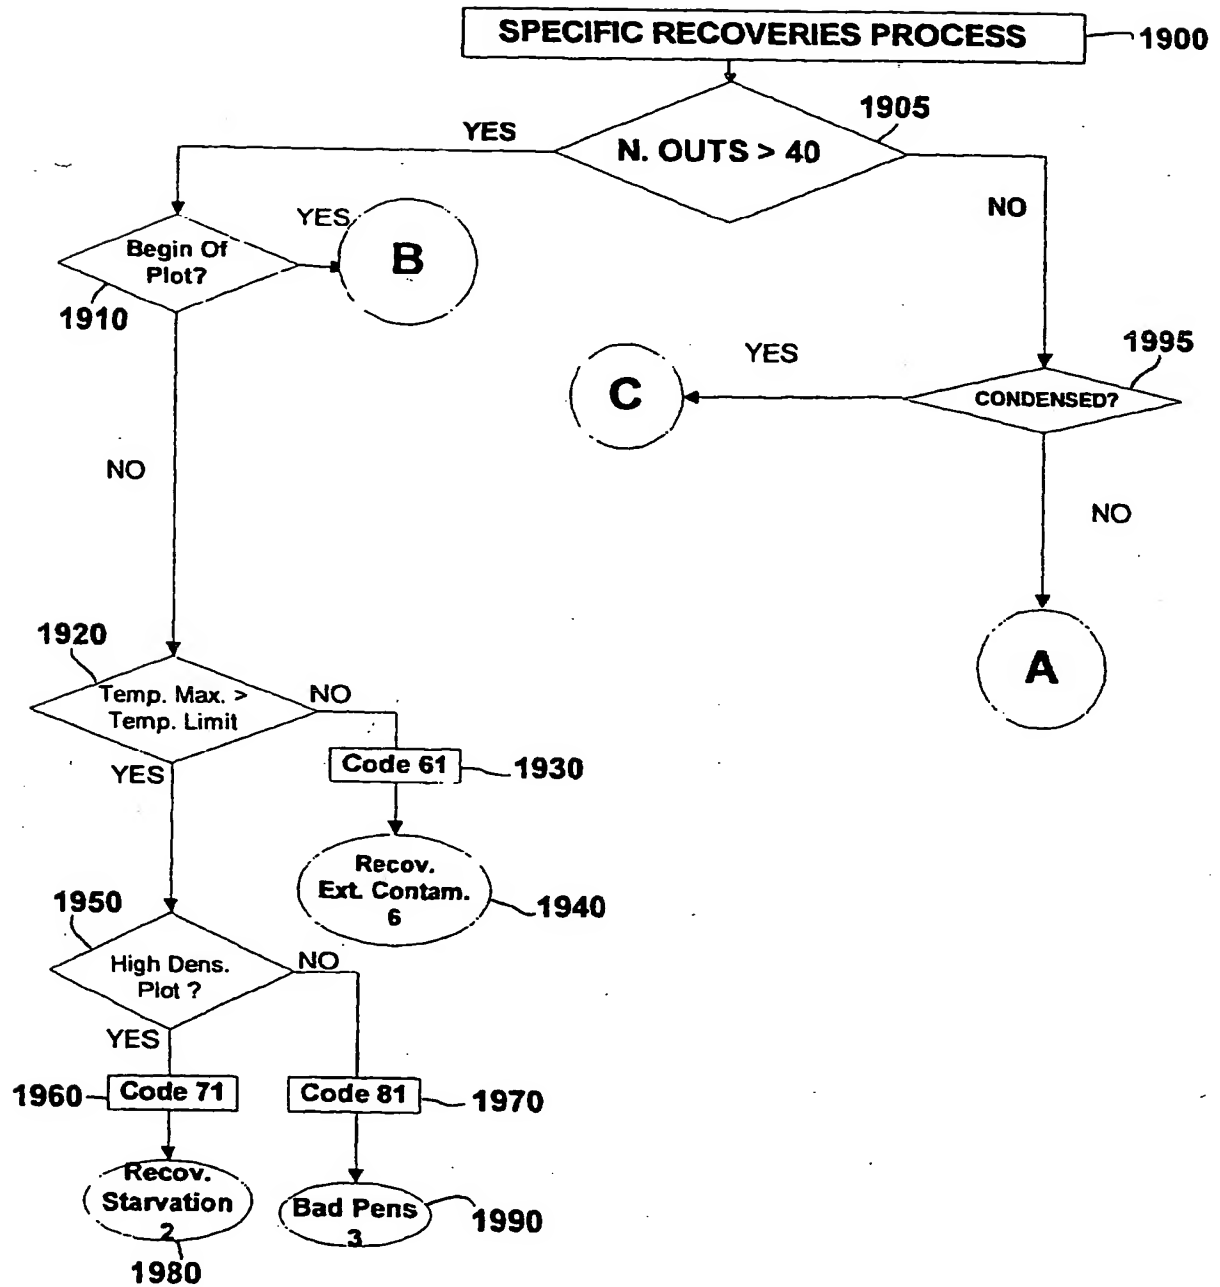 SPECIFIC RECOVERIES PROCESS
1900
1905
YES
N. OUTS > 40
NO
YES
B
Begin Of
Plot?
1910
1995
YES
C
CONDENSED?
NO
NO
A
1920
Temp. Max. >
Temp. Limit
NO
YES
Code 61
1930
Recov.
Ext. Contam.
6
1940
1950
High Dens.
Plot ?
NO
YES
1960
Code 71
Code 81
1970
Recov.
Starvation
2
1980
Bad Pens
3
1990